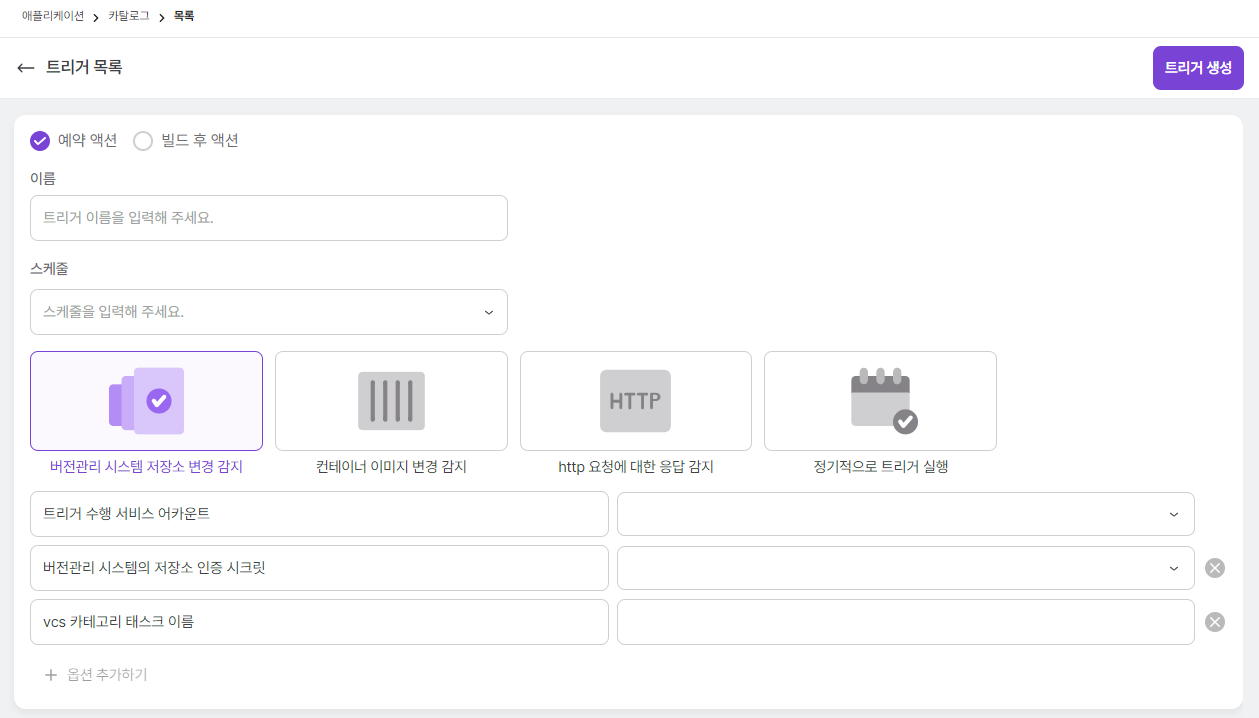 애플리케이션 > 카탈로그 > 목록
← 트리거 목록
트리거 생성
예약 액션 빌드 후 액션
이름
트리거 이름을 입력해 주세요.
스케줄
스케줄을 입력해 주세요.
HTTP
버전관리 시스템 저장소 변경 감지
컨테이너 이미지 변경 감지
http 요청에 대한 응답 감지
정기적으로 트리거 실행
트리거 수행 서비스 어카운트
버전관리 시스템의 저장소 인증 시크릿
vcs 카테고리 태스크 이름
+ 옵션 추가하기